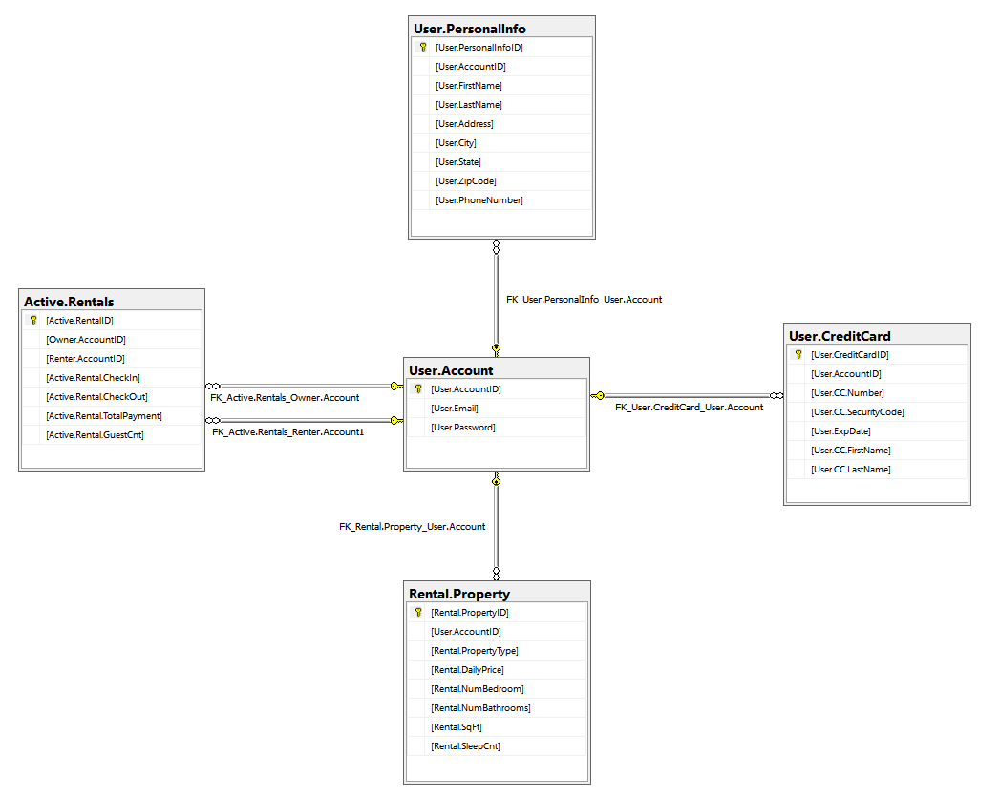 User.PersonalInfo
[User.PersonalInfoID]
[User.AccountID]
[User.FirstName]
[User.LastName]
[User.Address]
[User.City]
[User.State]
[User.ZipCode]
[User.PhoneNumber]
FK_User.PersonalInfo_User.Account
Active.Rentals
[Active.RentalID]
[Owner.AccountID]
[Renter.AccountID]
[Active.Rental.CheckIn]
[Active.Rental.CheckOut]
[Active.Rental.TotalPayment]
[Active.Rental.GuestCnt]
FK_Active.Rentals_Owner.Account
FK_Active.Rentals_Renter.Account1
User.Account
[User.AccountID]
[User.Email]
[User.Password]
FK_User.CreditCard_User.Account
User.CreditCard
[User.CreditCardID]
[User.AccountID]
[User.CC.Number]
[User.CC.SecurityCode]
[User.ExpDate]
[User.CC.FirstName]
[User.CC.LastName]
FK_Rental.Property_User.Account
Rental.Property
[Rental.PropertyID]
[User.AccountID]
[Rental.PropertyType]
[Rental.DailyPrice]
[Rental.NumBedroom]
[Rental.NumBathrooms]
[Rental.SqFt]
[Rental.SleepCnt]